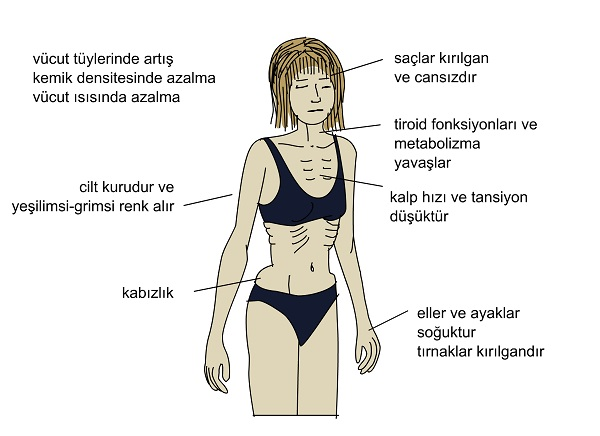 vücut tüylerinde artış
kemik densitesinde azalma
vücut ısısında azalma
saçlar kırılgan
ve cansızdır
tiroid fonksiyonları ve
metabolizma
yavaşlar
cilt kurudur ve
yeşilimsi-grimsi renk alır
kalp hızı ve tansiyon
düşüktür
kabızlık
eller ve ayaklar
soğuktur
tırnaklar kırılgandır